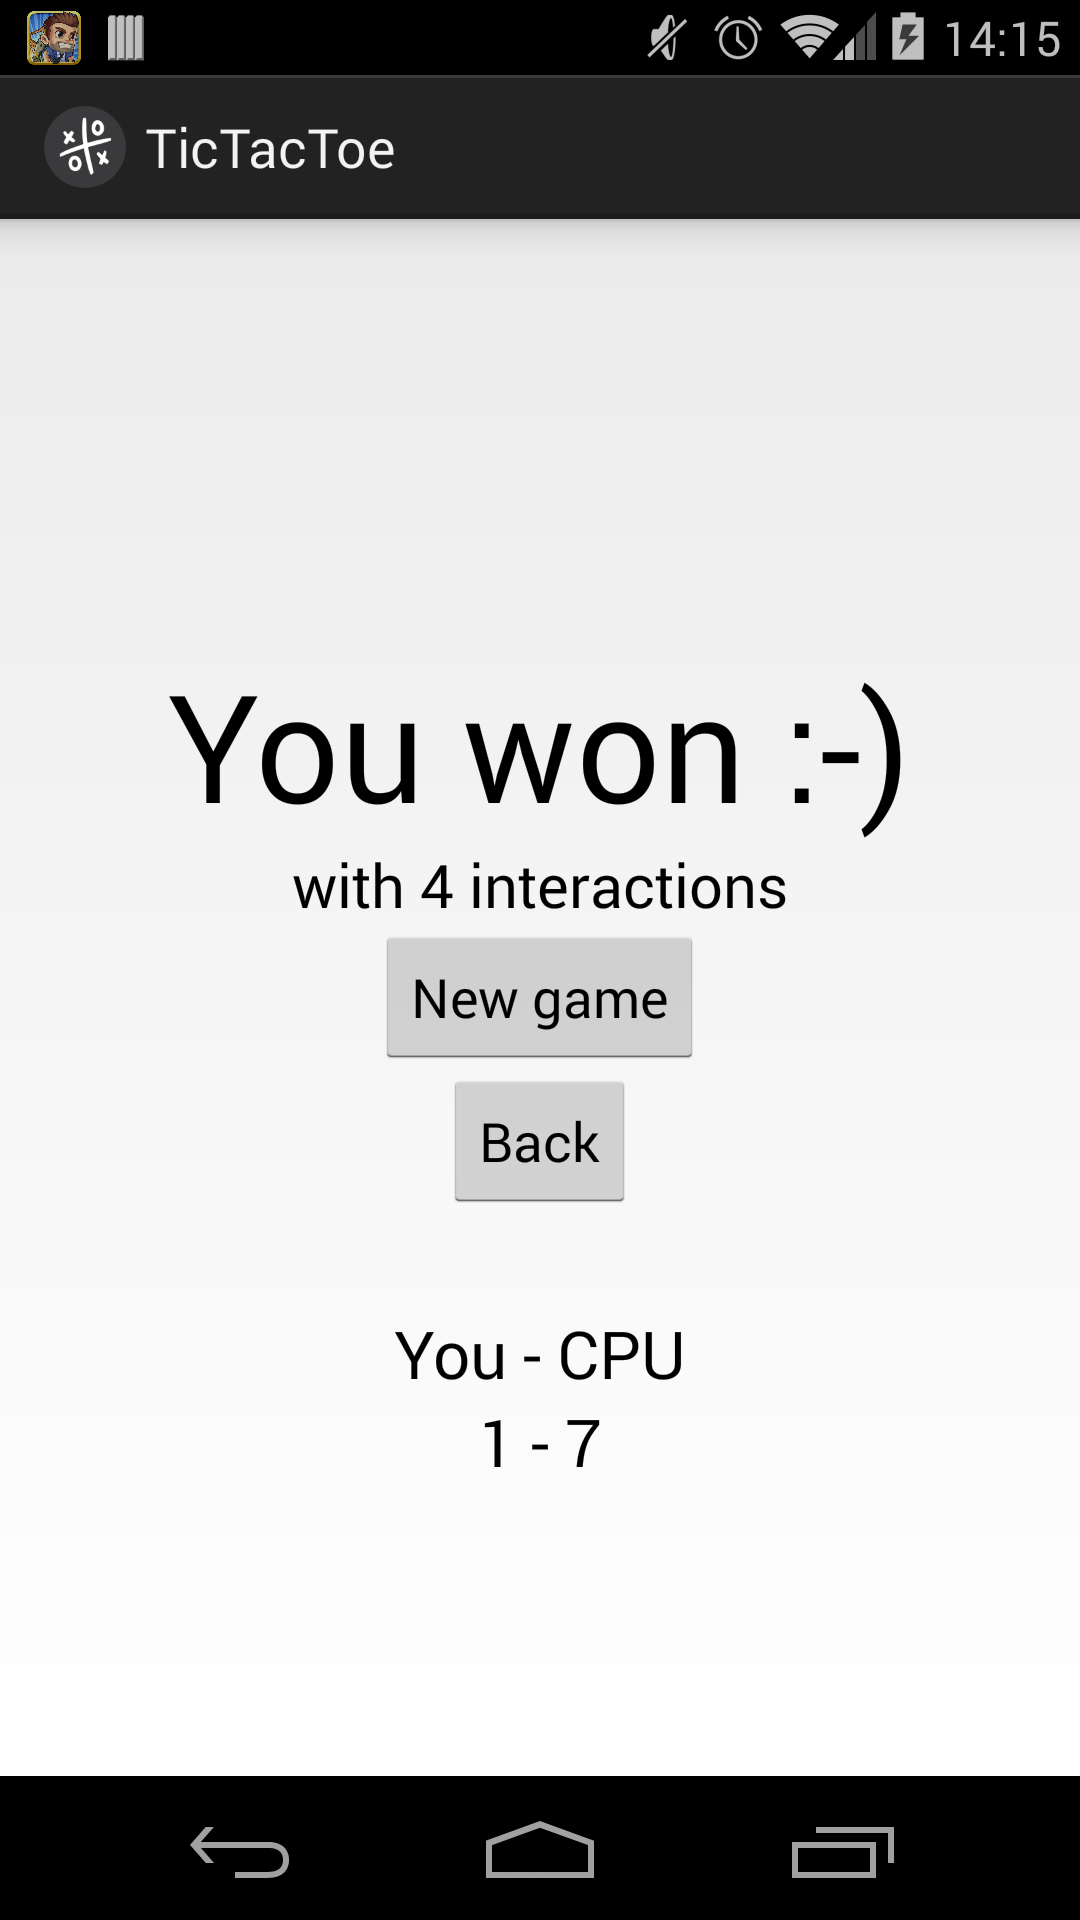 14:15
TicTacToe
You won :-)
with 4 interactions
New game
Back
You - CPU
1 - 7